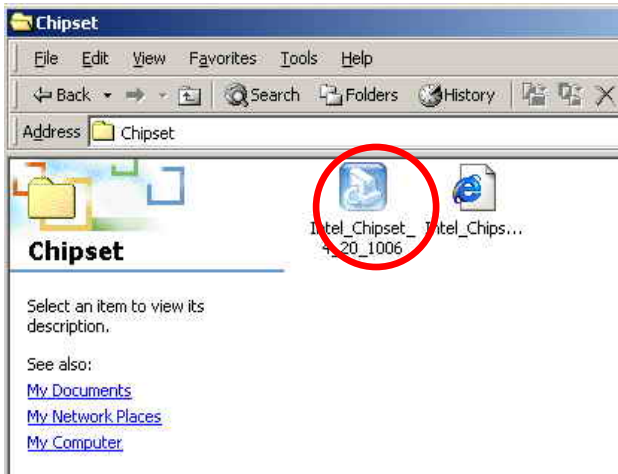 Chipset
File Edit View Favorites Tools Help
Back Search Folders History
Address Chipset
Intel_Chipset_
4_20_1006
Intel_Chips...
Chipset
Select an item to view its
description.
See also:
My Documents
My Network Places
My Computer